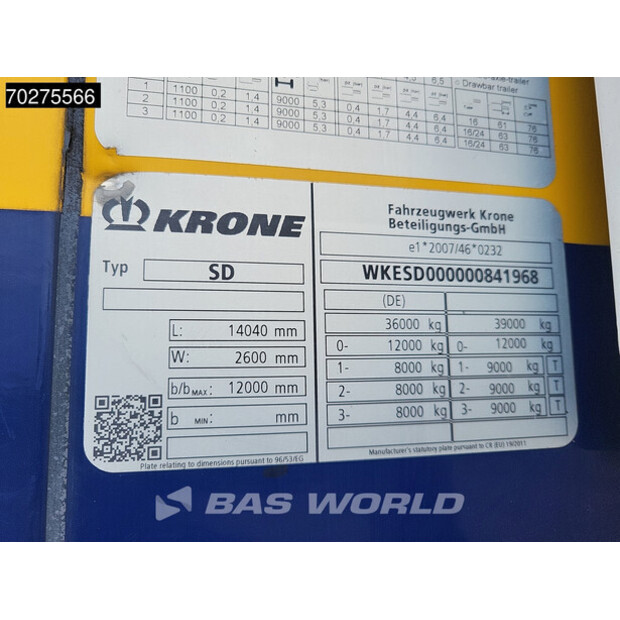 70275566
6.5 Drawbar trailer
1 1100 0,2 1.4
2 1100 0,2 1.4 9000 5.3 0,4 1.7 4.4 6.4 16 61 76
3 1100 0,2 1.4 9000 5.3 0,4 1.7 4.4 6.4 16/24 63 76
9000 5.3 0,4 1.7 4.4 6.4 16/24 63 76
KRONE
Typ SD
L: 14040 mm
W: 2600 mm
b/b MAX: 12000 mm
b MIN: mm
Plate relating to dimensions pursuant to 96/53/EG
Fahrzeugwerk Krone
Beteiligungs-GmbH
e1*2007/46*0232
WKESD000000841968
(DE)
36000 kg 39000 kg
0- 12000 kg 0- 12000 kg
1- 8000 kg 1- 9000 kg T
2- 8000 kg 2- 9000 kg T
3- 8000 kg 3- 9000 kg T
Manufacturer's statutory plate pursuant to CR (EU) 19/2011
BAS WORLD